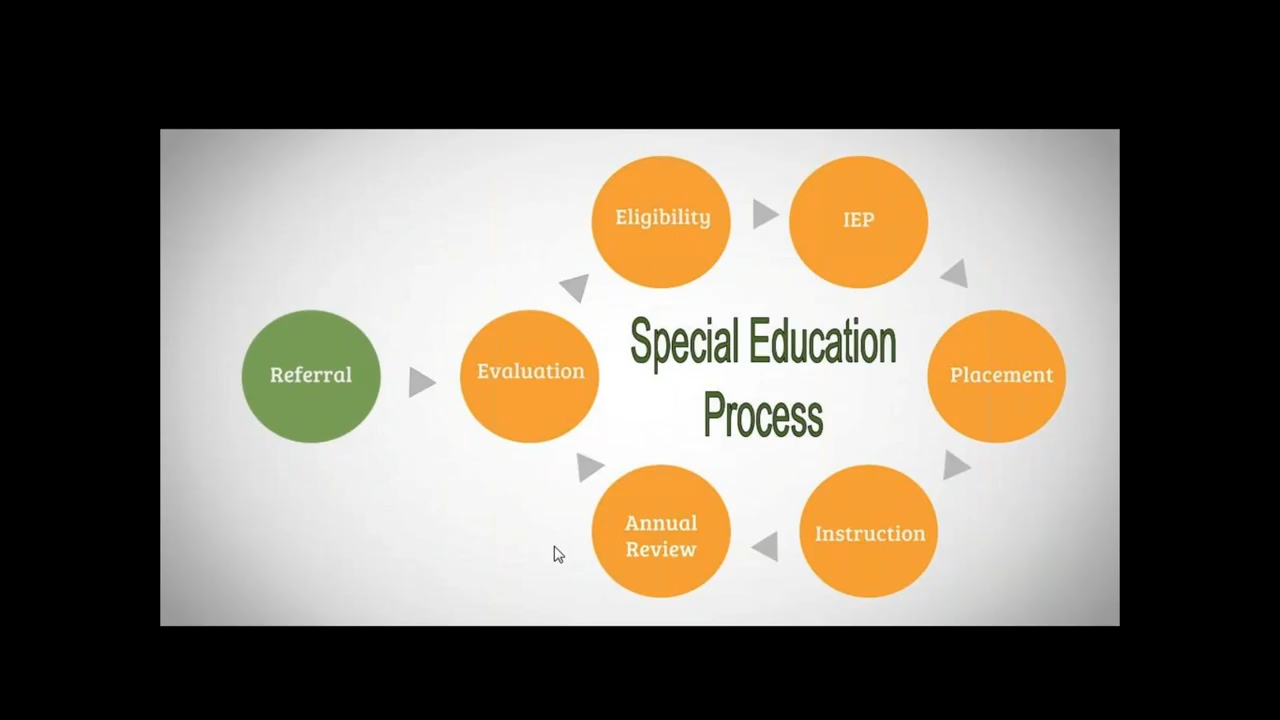 Referral
Evaluation
Eligibility
IEP
Placement
Instruction
Annual
Review
Special Education
Process